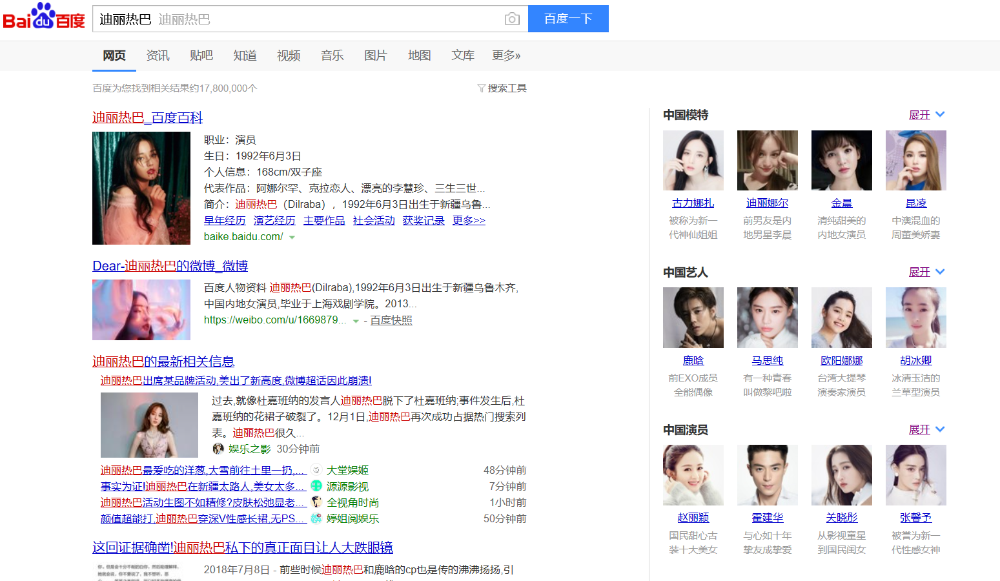 Bai du 百度
迪丽热巴 迪丽热巴
百度一下
网页 资讯 贴吧 知道 视频 音乐 图片 地图 文库 更多»
百度为您找到相关结果约17,800,000个
搜索工具
迪丽热巴_百度百科
职业：演员
生日：1992年6月3日
个人信息：168cm/双子座
代表作品：阿娜尔罕、克拉恋人、漂亮的李慧珍、三生三世...
简介：迪丽热巴（Dilraba），1992年6月3日出生于新疆乌鲁...
早年经历 演艺经历 主要作品 社会活动 获奖记录 更多>>
baike.baidu.com/
Dear-迪丽热巴的微博_微博
百度人物资料 迪丽热巴(Dilraba),1992年6月3日出生于新疆乌鲁木齐,
中国内地女演员,毕业于上海戏剧学院。2013...
https://weibo.com/u/1669879... - 百度快照
迪丽热巴的最新相关信息
迪丽热巴出席某品牌活动,美出了新高度,微博超话因此崩溃!
过去,就像杜嘉班纳的发言人迪丽热巴脱下了杜嘉班纳;事件发生后,杜
嘉班纳的花裙子破裂了。12月1日,迪丽热巴再次成功占据热门搜索列
表。迪丽热巴很久...
娱乐之影 30分钟前
迪丽热巴最爱吃的洋葱,大雪前往土里一扔,... 大堂娱姬 48分钟前
事实为证!迪丽热巴在新疆太路人,美女太多... 源源影视 7分钟前
迪丽热巴活动生图不如精修?皮肤松弛显老... 全视角时尚 1小时前
颜值超能打,迪丽热巴穿深V性感长裙,无PS... 婷姐阅娱乐 50分钟前
这回证据确凿!迪丽热巴私下的真正面目让人大跌眼镜
2018年7月8日 - 前些时候迪丽热巴和鹿晗的cp也是传的沸沸扬扬,引
中国模特 展开
古力娜扎 迪丽娜尔 金晨 昆凌
被称为新一 前男友是内 清纯甜美的 中澳混血的
代神仙姐姐 地男星李晨 内地女演员 周董美娇妻
中国艺人 展开
鹿晗 马思纯 欧阳娜娜 胡冰卿
前EXO成员 有一种青春 台湾大提琴 冰清玉洁的
全能偶像 叫做黎吧啦 演奏家演员 兰草型演员
中国演员 展开
赵丽颖 霍建华 关晓彤 张馨予
国民甜心古 与心如十年 从影视童星 被誉为新一
装十大美女 挚友成挚爱 到国民闺女 代性感女神